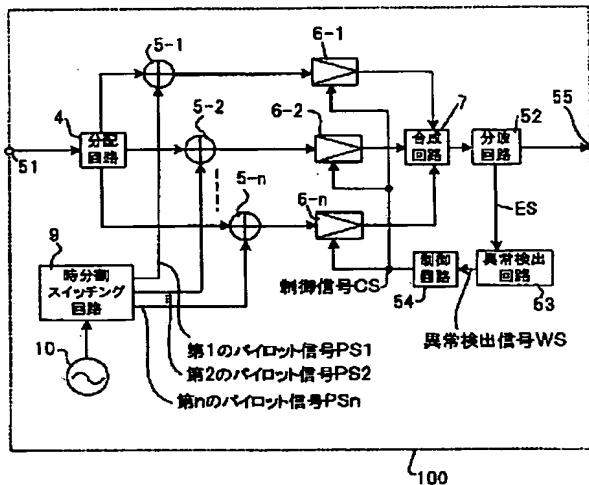 5-1
6-1
5-2
6-2
7
52
55
4
分配
回路
合成
回路
分波
回路
51
5-n
6-n
ES
9
時分割
スイッチング
回路
制御
回路
異常検出
回路
制御信号CS
54
53
10
第1のパイロット信号PS1
第2のパイロット信号PS2
第nのパイロット信号PSn
異常検出信号WS
100